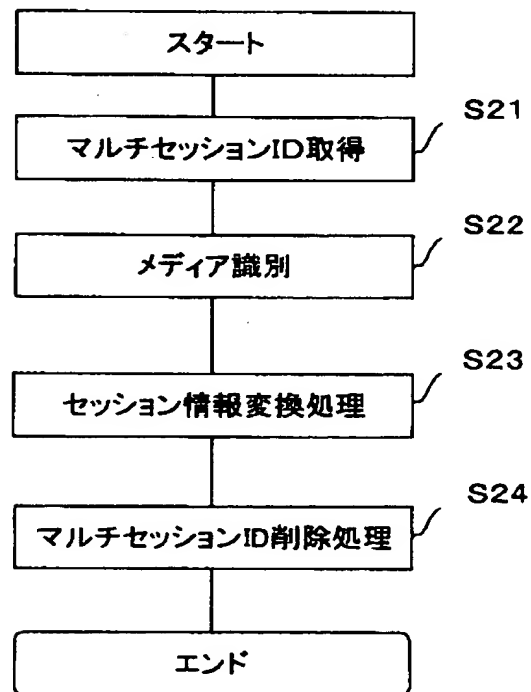 スタート
S21
マルチセッションID取得
S22
メディア識別
S23
セッション情報変換処理
S24
マルチセッションID削除処理
エンド